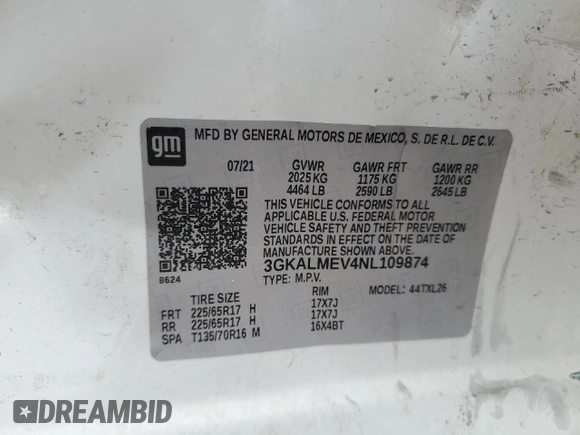 gm
MFD BY GENERAL MOTORS DE MEXICO, S. DE R.L. DE C.V.
07/21 GVWR GAWR FRT GAWR RR
2025 KG 1175 KG 1200 KG
4464 LB 2590 LB 2645 LB
THIS VEHICLE CONFORMS TO ALL
APPLICABLE U.S. FEDERAL MOTOR
VEHICLE SAFETY AND THEFT PREVENTION
STANDARDS IN EFFECT ON THE DATE OF
MANUFACTURE SHOWN ABOVE.
8624 3GKALMEV4NL109874
TYPE: M.P.V. MODEL: 44TXL26
TIRE SIZE RIM
FRT 225/65R17 H 17X7J
RR 225/65R17 H 17X7J
SPA T135/70R16 M 16X4BT
DREAMBID